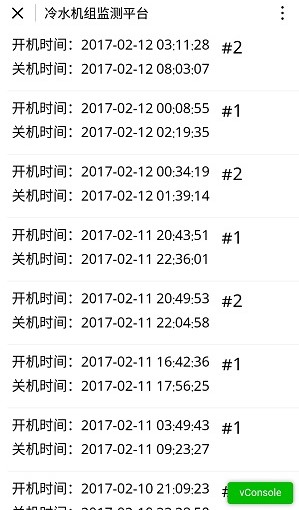 冷水机组监测平台
开机时间：2017-02-12 03:11:28 #2
关机时间：2017-02-12 08:03:07
开机时间：2017-02-12 00:08:55 #1
关机时间：2017-02-12 02:19:35
开机时间：2017-02-12 00:34:19 #2
关机时间：2017-02-12 01:39:14
开机时间：2017-02-11 20:43:51 #1
关机时间：2017-02-11 22:36:01
开机时间：2017-02-11 20:49:53 #2
关机时间：2017-02-11 22:04:58
开机时间：2017-02-11 16:42:36 #1
关机时间：2017-02-11 17:56:25
开机时间：2017-02-11 03:49:43 #1
关机时间：2017-02-11 09:23:27
开机时间：2017-02-10 21:09:23
vConsole